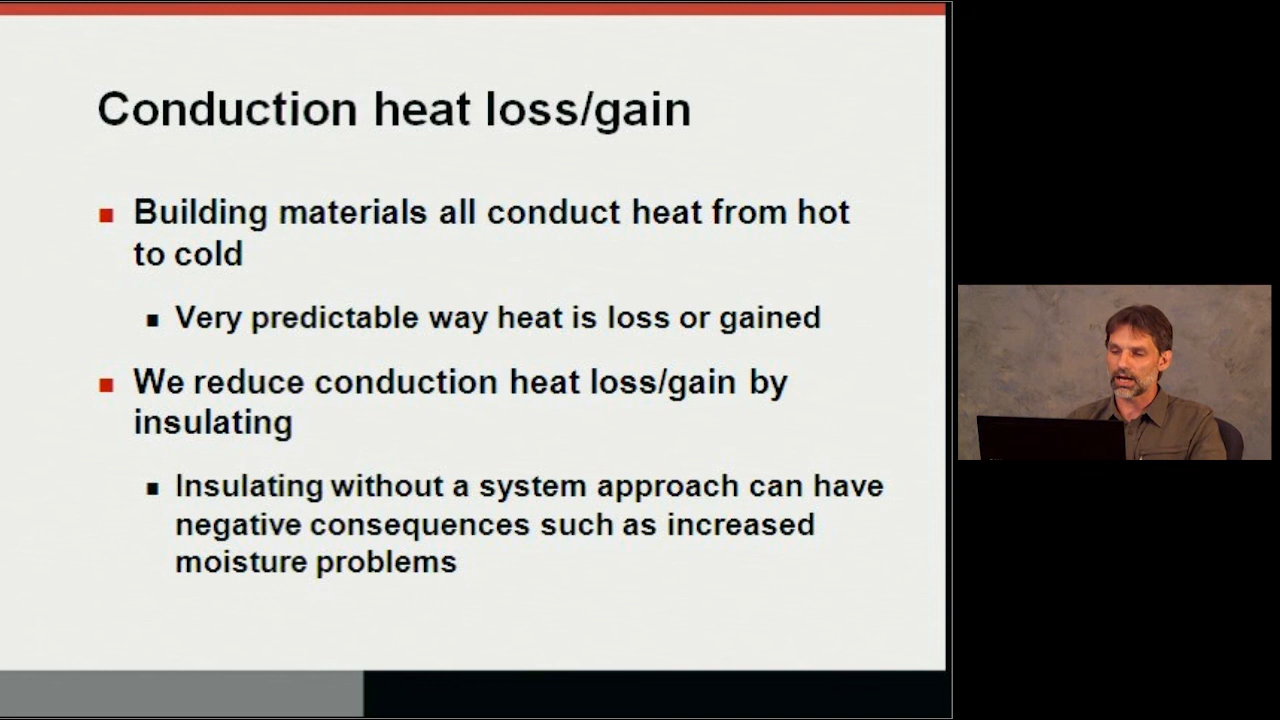 Conduction heat loss/gain
Building materials all conduct heat from hot
to cold
Very predictable way heat is loss or gained
We reduce conduction heat loss/gain by
insulating
Insulating without a system approach can have
negative consequences such as increased
moisture problems